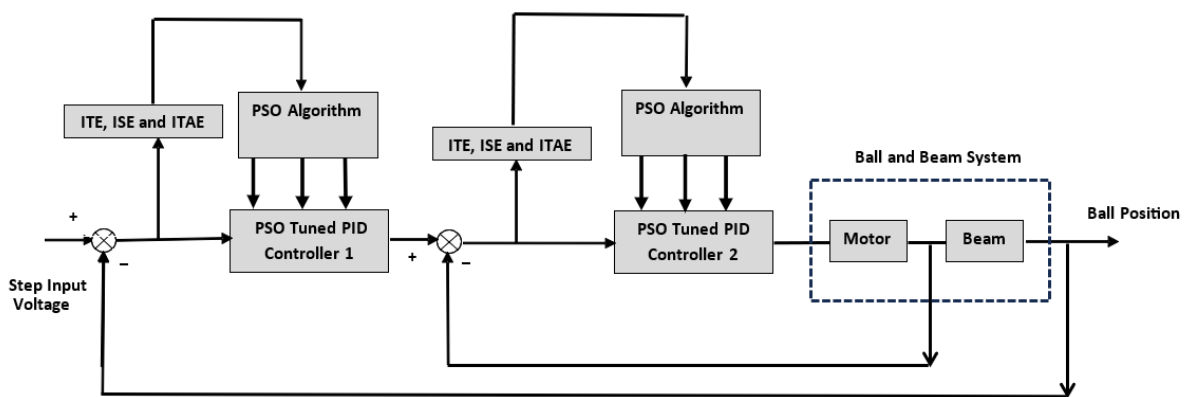 ITE, ISE and ITAE
PSO Algorithm
ITE, ISE and ITAE
PSO Algorithm
Ball and Beam System
+
−
Step Input
Voltage
PSO Tuned PID
Controller 1
+
−
PSO Tuned PID
Controller 2
Motor
Beam
Ball Position